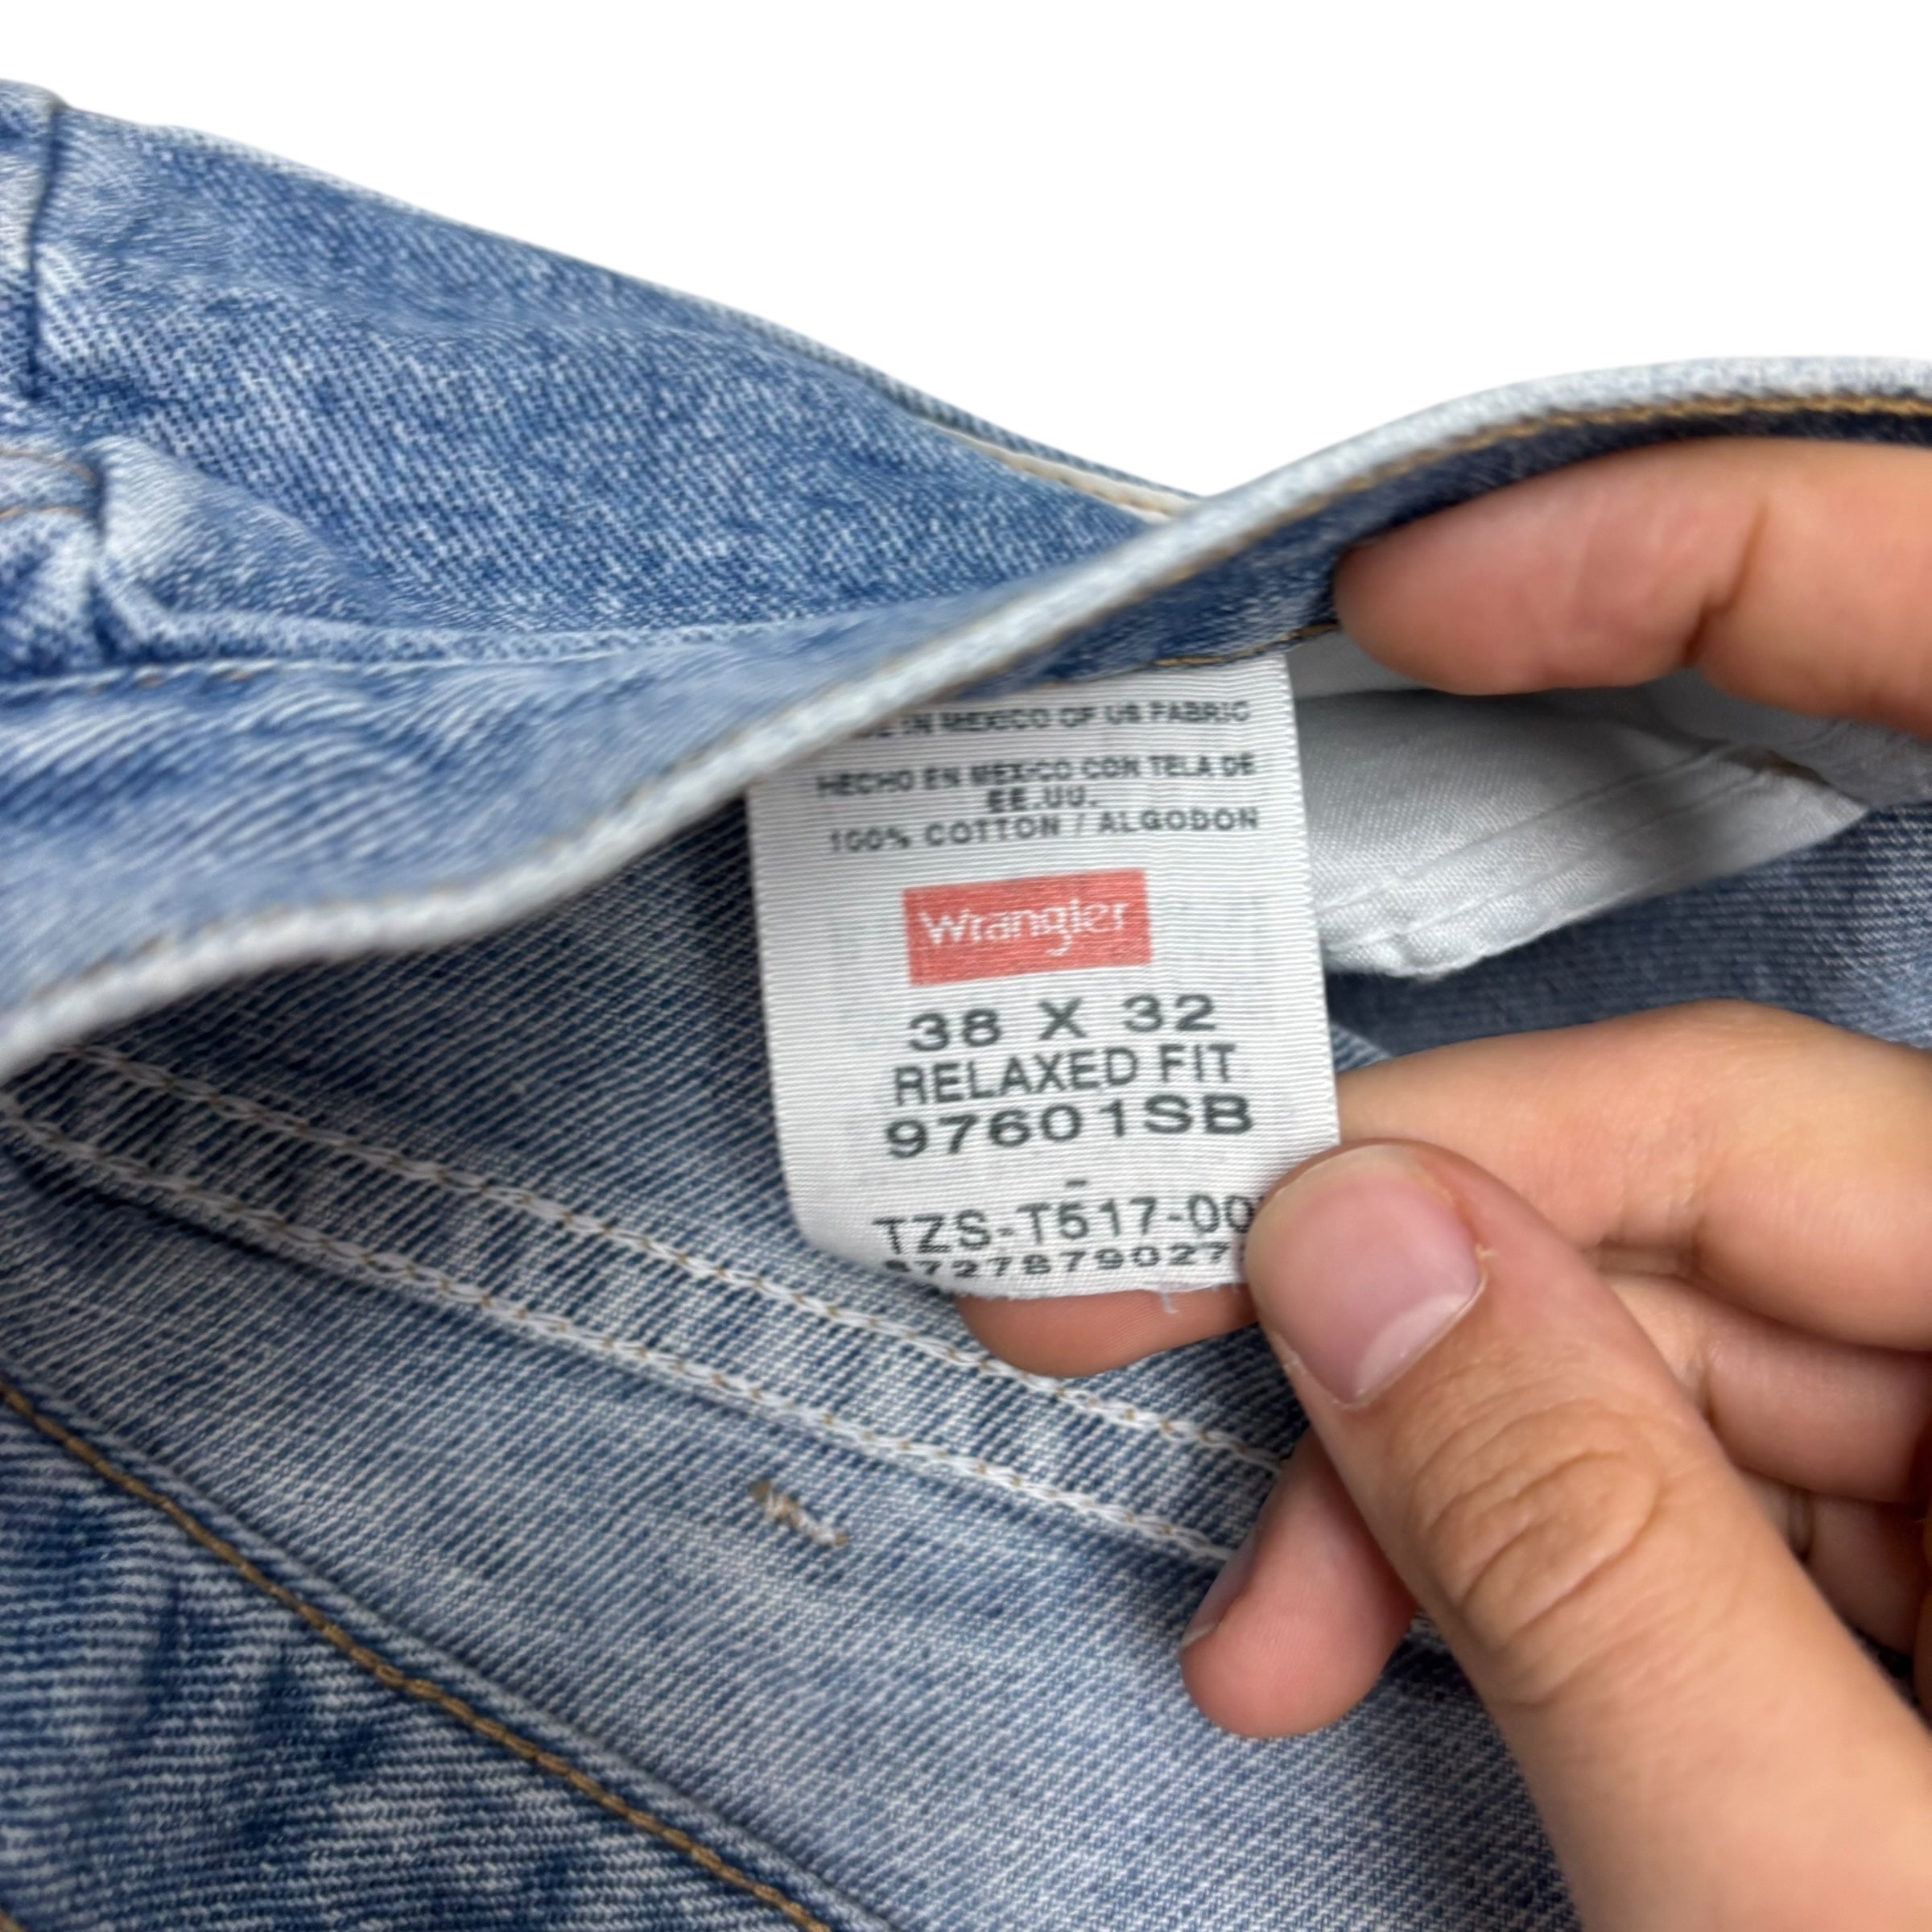 IN MEXICO OF US FABRIC
HECHO EN MEXICO CON TELA DE
EE.UU.
100% COTTON / ALGODON
Wrangler
38 X 32
RELAXED FIT
97601SB
-
TZS-T517-00